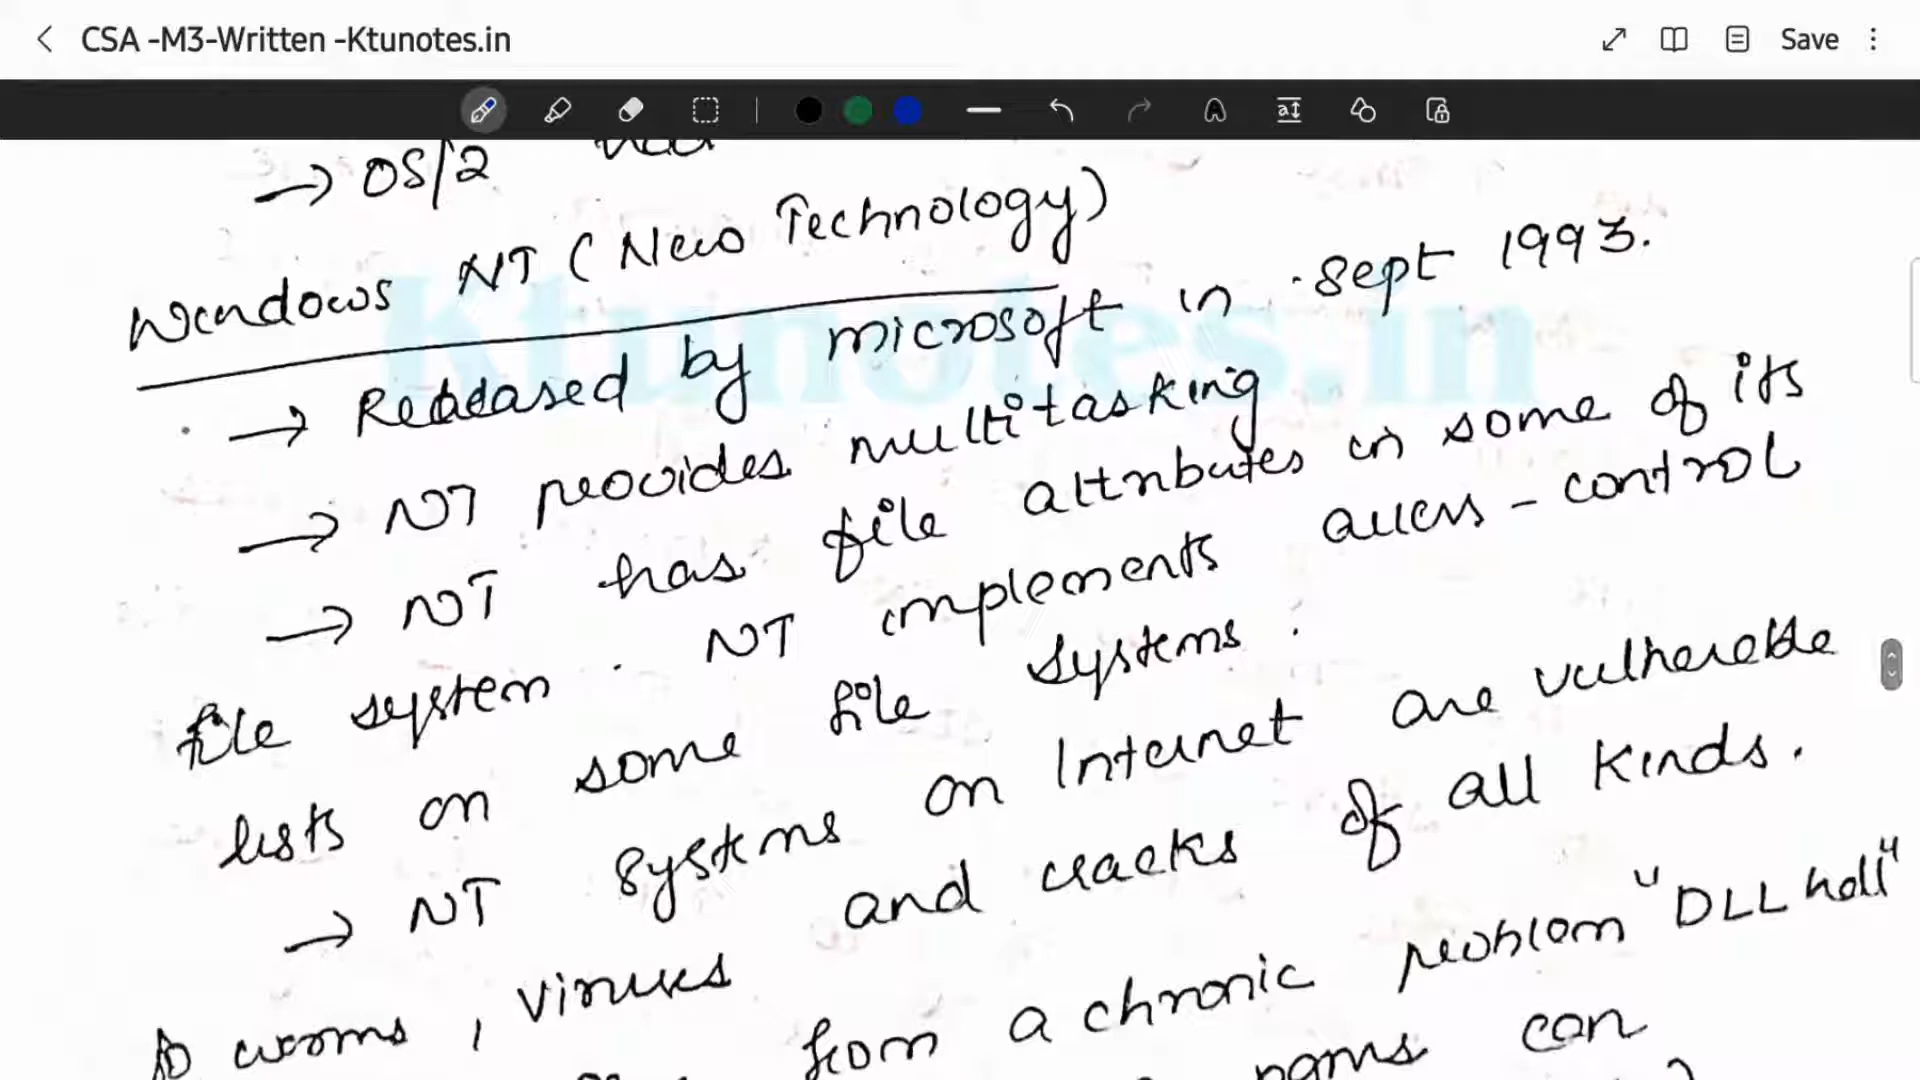 CSA -M3-Written -Ktunotes.in
Save
→ OS/2
Windows NT (New Technology)
→ Released by microsoft in Sept 1993.
→ NT provides multitasking
→ NT has file attributes in some of its
file system. NT implements access-control
lists on some file systems.
→ NT systems on Internet are vulnerable
to worms, viruses and cracks of all kinds.
from a chronic problem "DLL hell"
can
Ktunotes.in